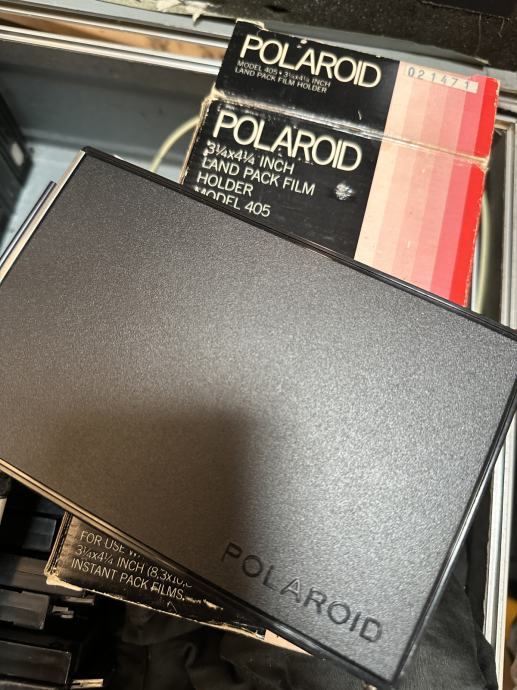 POLAROID
MODEL 405 • 3¼x4¼ INCH
LAND PACK FILM HOLDER
021471
POLAROID
3¼x4¼ INCH
LAND PACK FILM
HOLDER
MODEL 405
POLAROID
FOR USE
3¼x4¼ INCH (8,3x10,
INSTANT PACK FILMS.